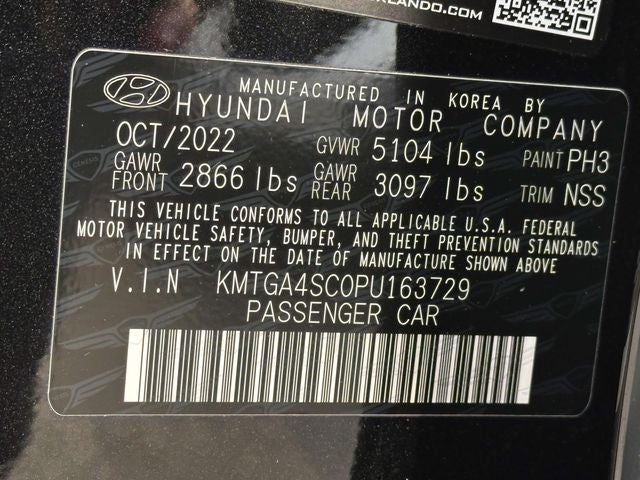 RLANDO.COM
MANUFACTURED IN KOREA BY
HYUNDAI MOTOR COMPANY
OCT/2022 GVWR 5104 lbs PAINT PH3
GAWR FRONT 2866 lbs GAWR REAR 3097 lbs TRIM NSS
THIS VEHICLE CONFORMS TO ALL APPLICABLE U.S.A. FEDERAL
MOTOR VEHICLE SAFETY, BUMPER, AND THEFT PREVENTION STANDARDS
IN EFFECT ON THE DATE OF MANUFACTURE SHOWN ABOVE
V.I.N KMTGA4SC0PU163729
PASSENGER CAR